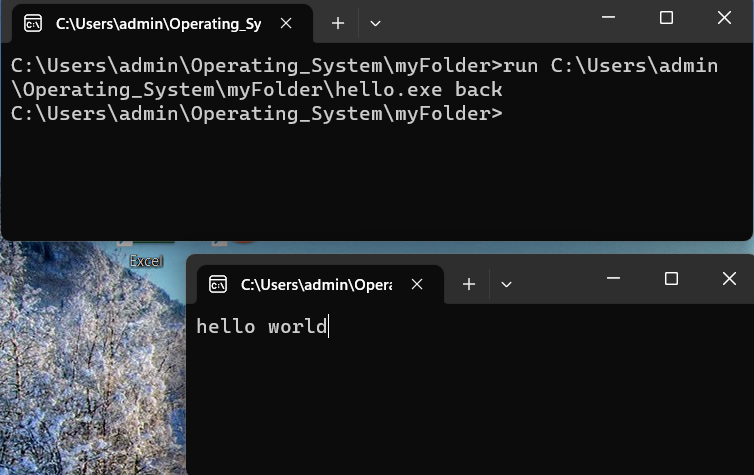 C:\Users\admin\Operating_Sy
C:\Users\admin\Operating_System\myFolder>run C:\Users\admin
\Operating_System\myFolder\hello.exe back
C:\Users\admin\Operating_System\myFolder>
Excel
C:\Users\admin\Opera
hello world